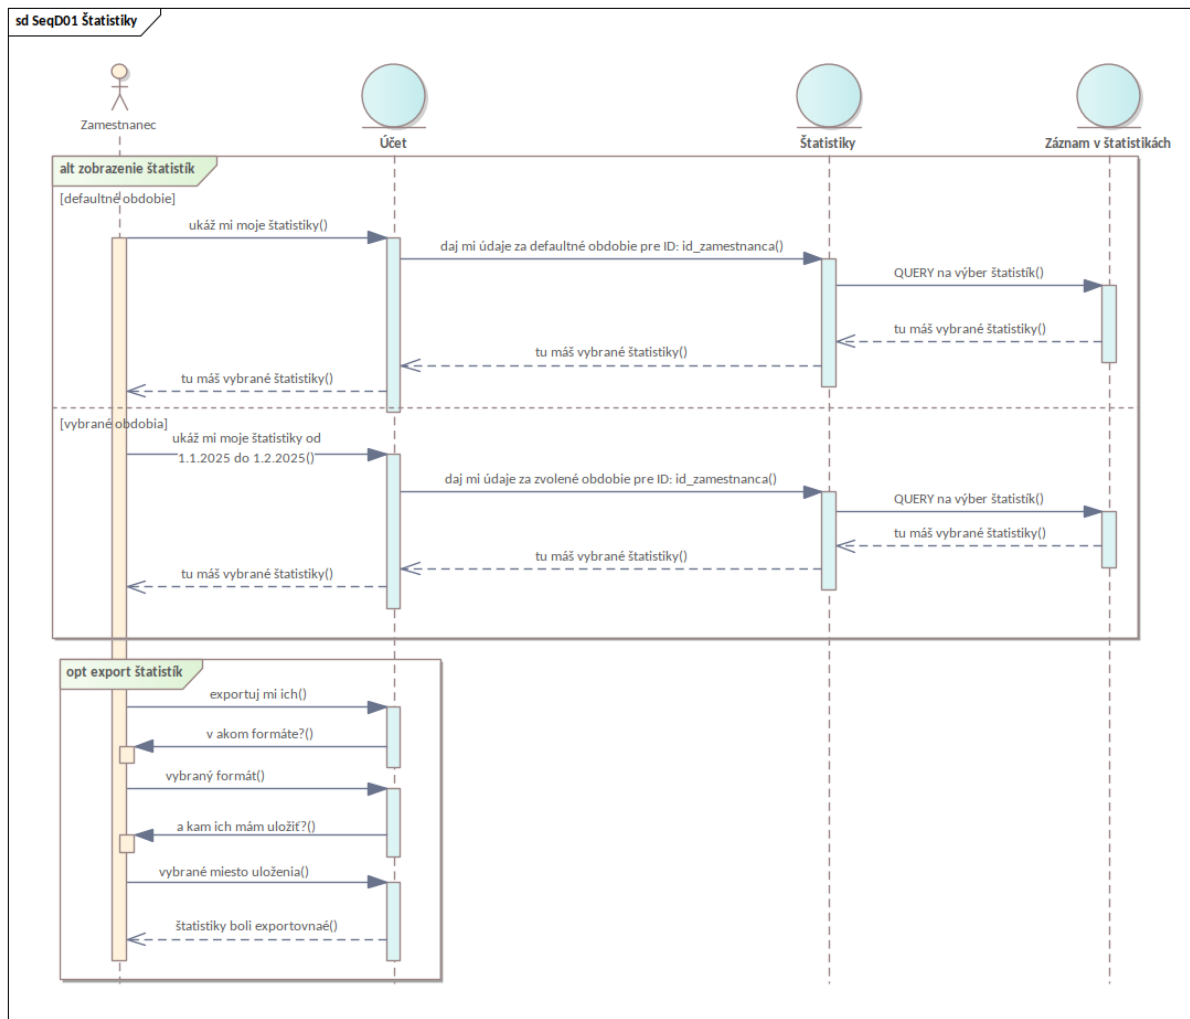 sd SeqD01 Štatistiky
Zamestnanec
Účet
Štatistiky
Záznam v štatistikách
alt zobrazenie štatistík
[defaultné obdobie]
ukáž mi moje štatistiky()
daj mi údaje za defaultné obdobie pre ID: id_zamestnanca()
QUERY na výber štatistík()
tu máš vybrané štatistiky()
tu máš vybrané štatistiky()
tu máš vybrané štatistiky()
[vybrané obdobia]
ukáž mi moje štatistiky od
1.1.2025 do 1.2.2025()
daj mi údaje za zvolené obdobie pre ID: id_zamestnanca()
QUERY na výber štatistík()
tu máš vybrané štatistiky()
tu máš vybrané štatistiky()
tu máš vybrané štatistiky()
opt export štatistík
exportuj mi ich()
v akom formáte?()
vybraný formát()
a kam ich mám uložiť?()
vybrané miesto uloženia()
štatistiky boli exportovnaé()